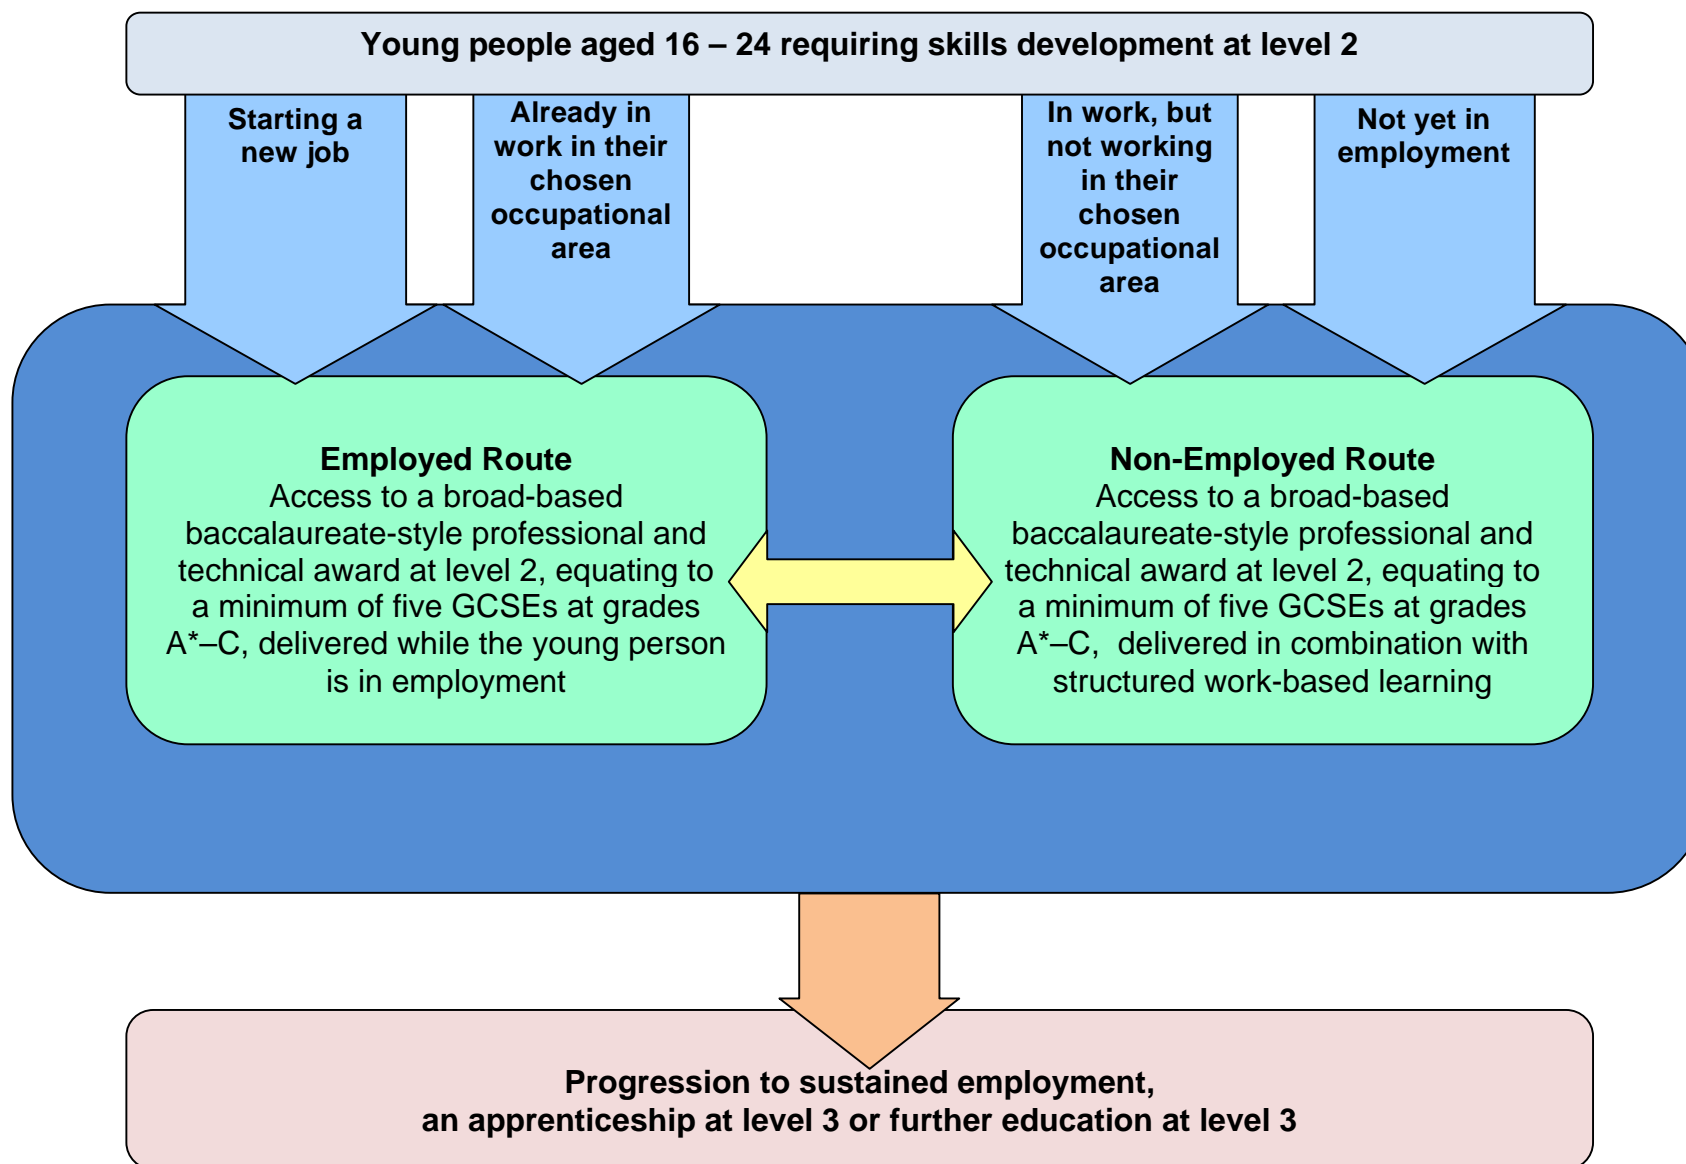 Young people aged 16 – 24 requiring skills development at level 2
Starting a
new job
Already in
work in their
chosen
occupational
area
In work, but
not working
in their
chosen
occupational
area
Not yet in
employment
Employed Route
Access to a broad-based
baccalaureate-style professional and
technical award at level 2, equating to
a minimum of five GCSEs at grades
A*–C, delivered while the young person
is in employment
Non-Employed Route
Access to a broad-based
baccalaureate-style professional and
technical award at level 2, equating to
a minimum of five GCSEs at grades
A*–C,  delivered in combination with
structured work-based learning
Progression to sustained employment,
an apprenticeship at level 3 or further education at level 3